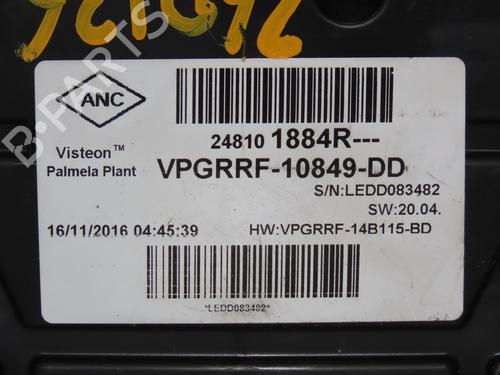 ANC
Visteon™
Palmela Plant
24810 1884R---
VPGRRF-10849-DD
S/N:LEDD083482
SW:20.04.
16/11/2016 04:45:39
HW:VPGRRF-14B115-BD
*LEDD083482*
B-PARTS